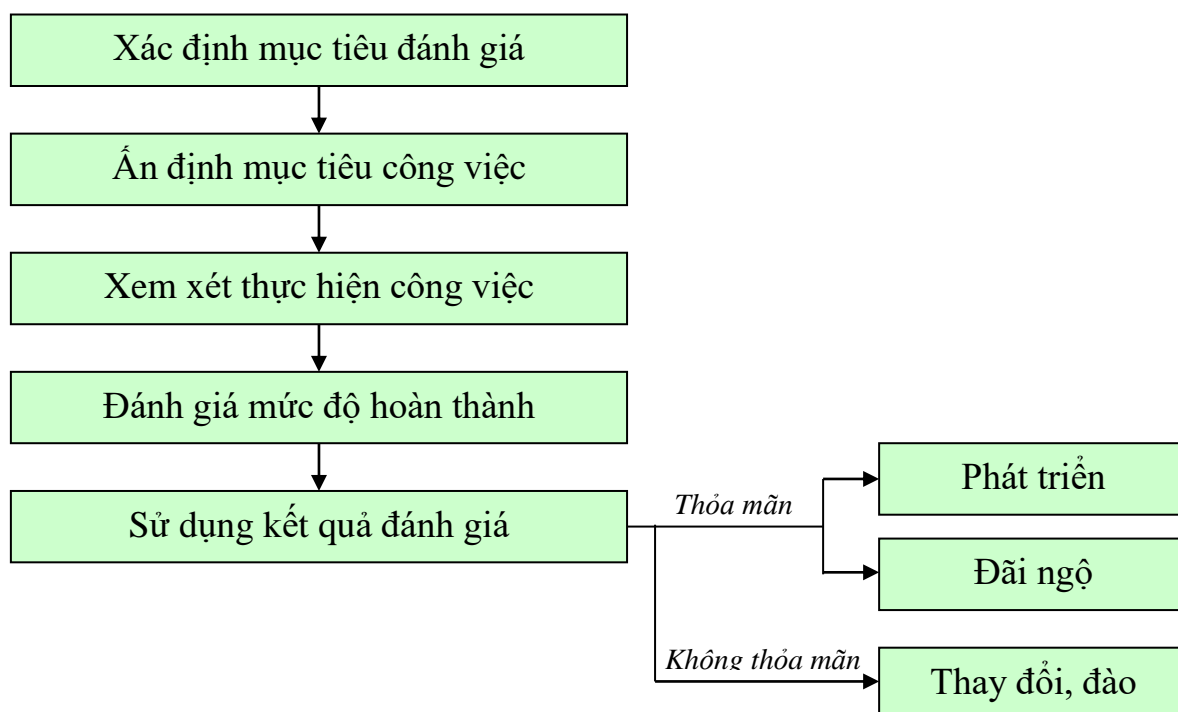 Xác định mục tiêu đánh giá
Ấn định mục tiêu công việc
Xem xét thực hiện công việc
Đánh giá mức độ hoàn thành
Sử dụng kết quả đánh giá
Thỏa mãn
Phát triển
Đãi ngộ
Không thỏa mãn
Thay đổi, đào